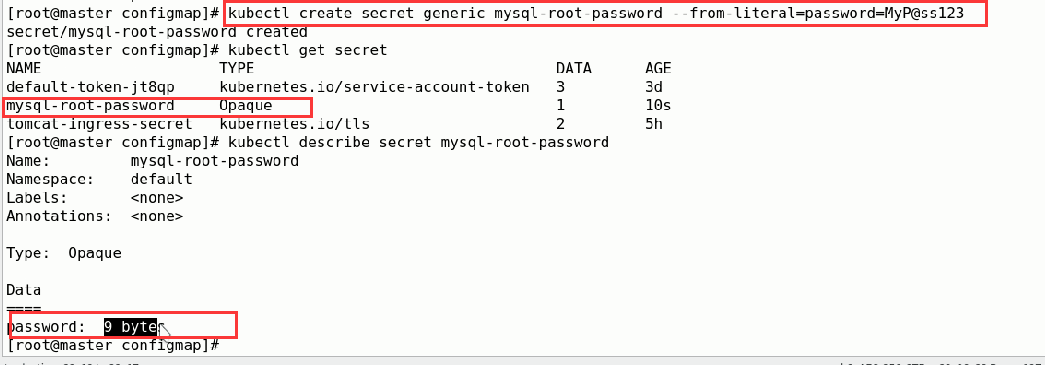 [root@master configmap]# kubectl create secret generic mysql-root-password --from-literal=password=MyP@ss123
secret/mysql-root-password created
[root@master configmap]# kubectl get secret
NAME TYPE DATA AGE
default-token-jt8qp kubernetes.io/service-account-token 3 3d
mysql-root-password Opaque 1 10s
tomcat-ingress-secret kubernetes.io/tls 2 5h
[root@master configmap]# kubectl describe secret mysql-root-password
Name: mysql-root-password
Namespace: default
Labels: <none>
Annotations: <none>
Type: Opaque
Data
====
password: 9 byte
[root@master configmap]#